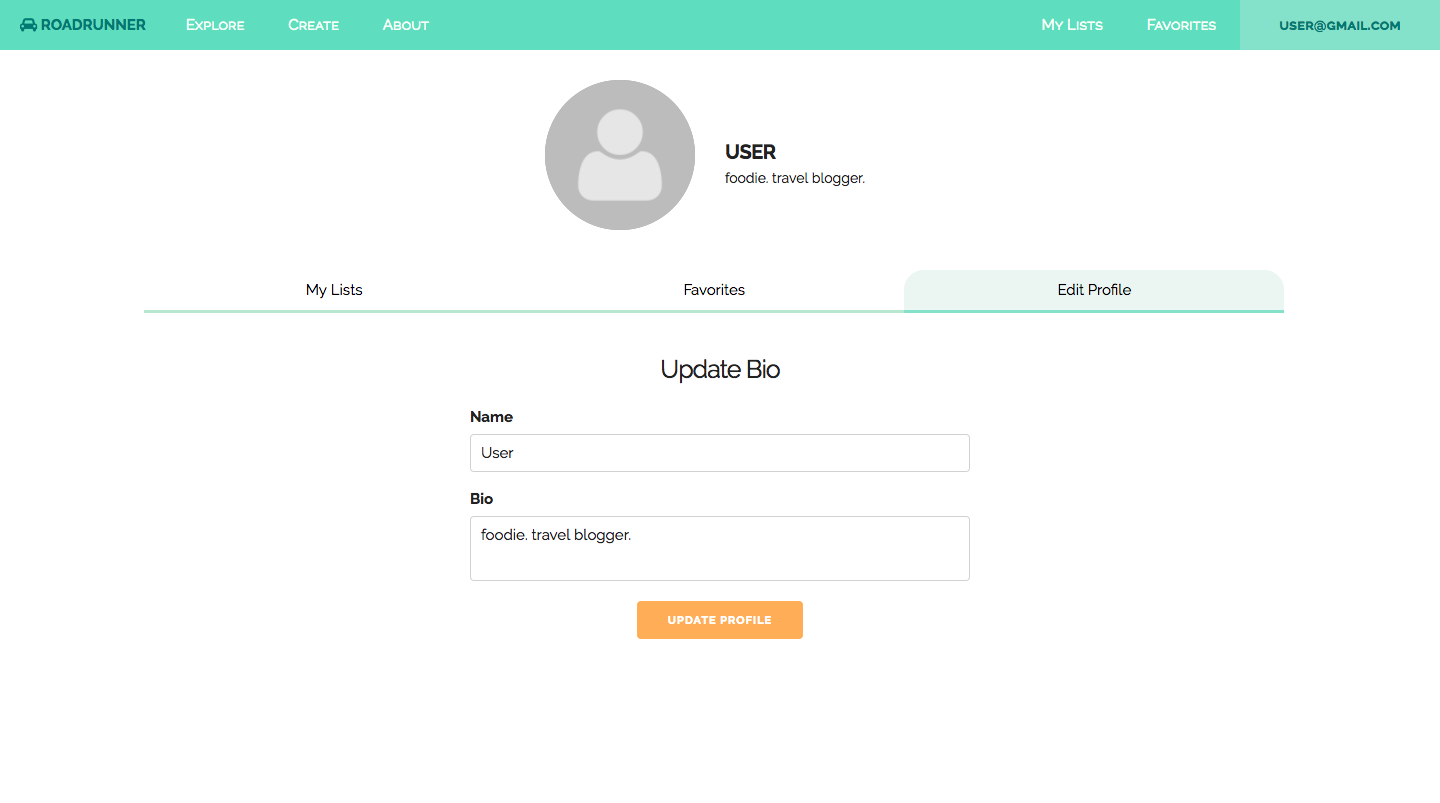 ROADRUNNER Explore Create About My Lists Favorites USER@GMAIL.COM
USER
foodie. travel blogger.
My Lists Favorites Edit Profile
Update Bio
Name
User
Bio
foodie. travel blogger.
UPDATE PROFILE